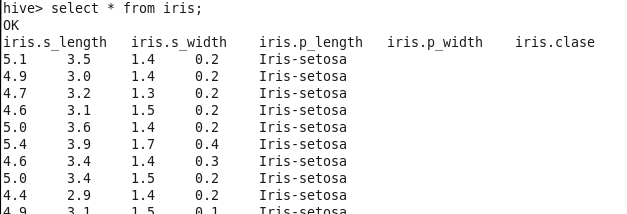 hive> select * from iris;
OK
iris.s_length iris.s_width iris.p_length iris.p_width iris.clase
5.1 3.5 1.4 0.2 Iris-setosa
4.9 3.0 1.4 0.2 Iris-setosa
4.7 3.2 1.3 0.2 Iris-setosa
4.6 3.1 1.5 0.2 Iris-setosa
5.0 3.6 1.4 0.2 Iris-setosa
5.4 3.9 1.7 0.4 Iris-setosa
4.6 3.4 1.4 0.3 Iris-setosa
5.0 3.4 1.5 0.2 Iris-setosa
4.4 2.9 1.4 0.2 Iris-setosa
4.9 3.1 1.5 0.1 Iris-setosa